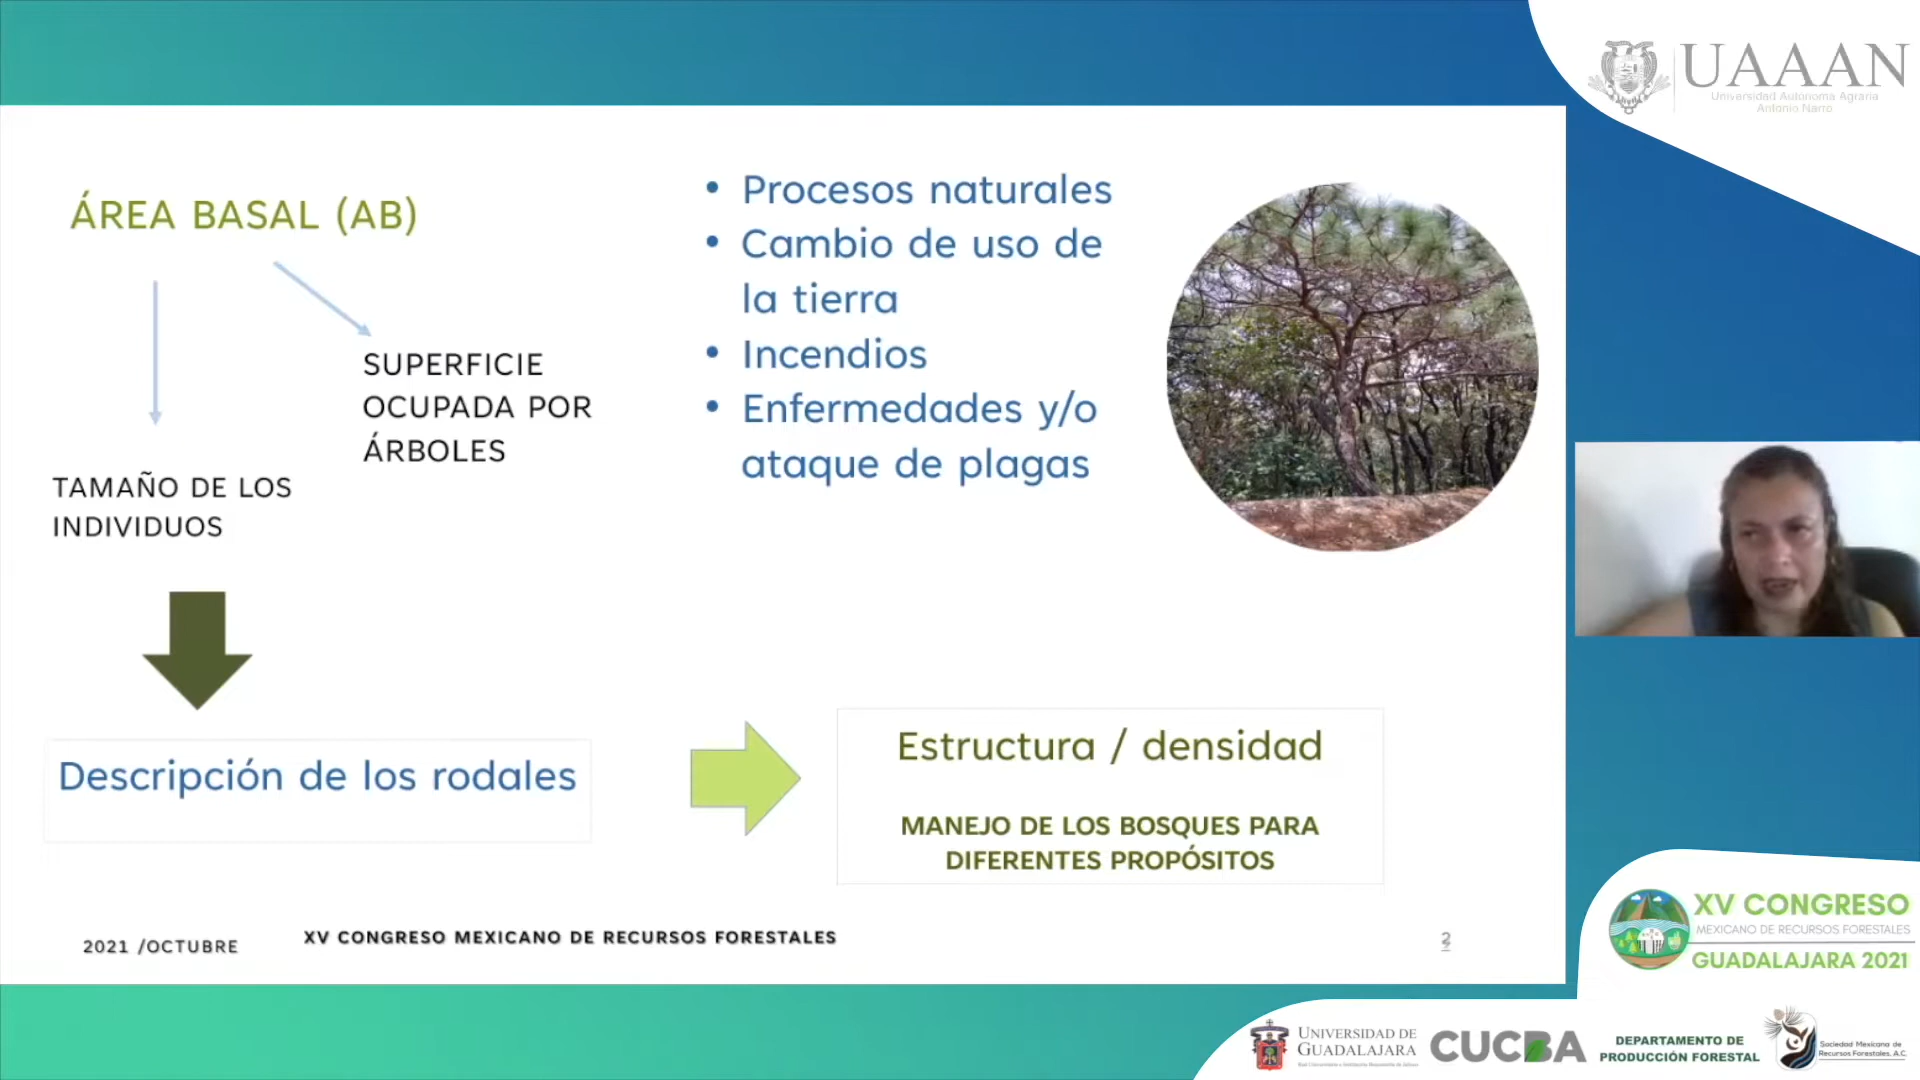 UAAAN
Universidad Autónoma Agraria
Antonio Narro
ÁREA BASAL (AB)
SUPERFICIE
OCUPADA POR
ÁRBOLES
TAMAÑO DE LOS
INDIVIDUOS
• Procesos naturales
• Cambio de uso de
la tierra
• Incendios
• Enfermedades y/o
ataque de plagas
Descripción de los rodales
Estructura / densidad
MANEJO DE LOS BOSQUES PARA
DIFERENTES PROPÓSITOS
2021 /OCTUBRE
XV CONGRESO MEXICANO DE RECURSOS FORESTALES
2
XV CONGRESO
MEXICANO DE RECURSOS FORESTALES
GUADALAJARA 2021
UNIVERSIDAD DE
GUADALAJARA
CUCBA
DEPARTAMENTO DE
PRODUCCIÓN FORESTAL
Sociedad Mexicana de
Recursos Forestales, A.C.